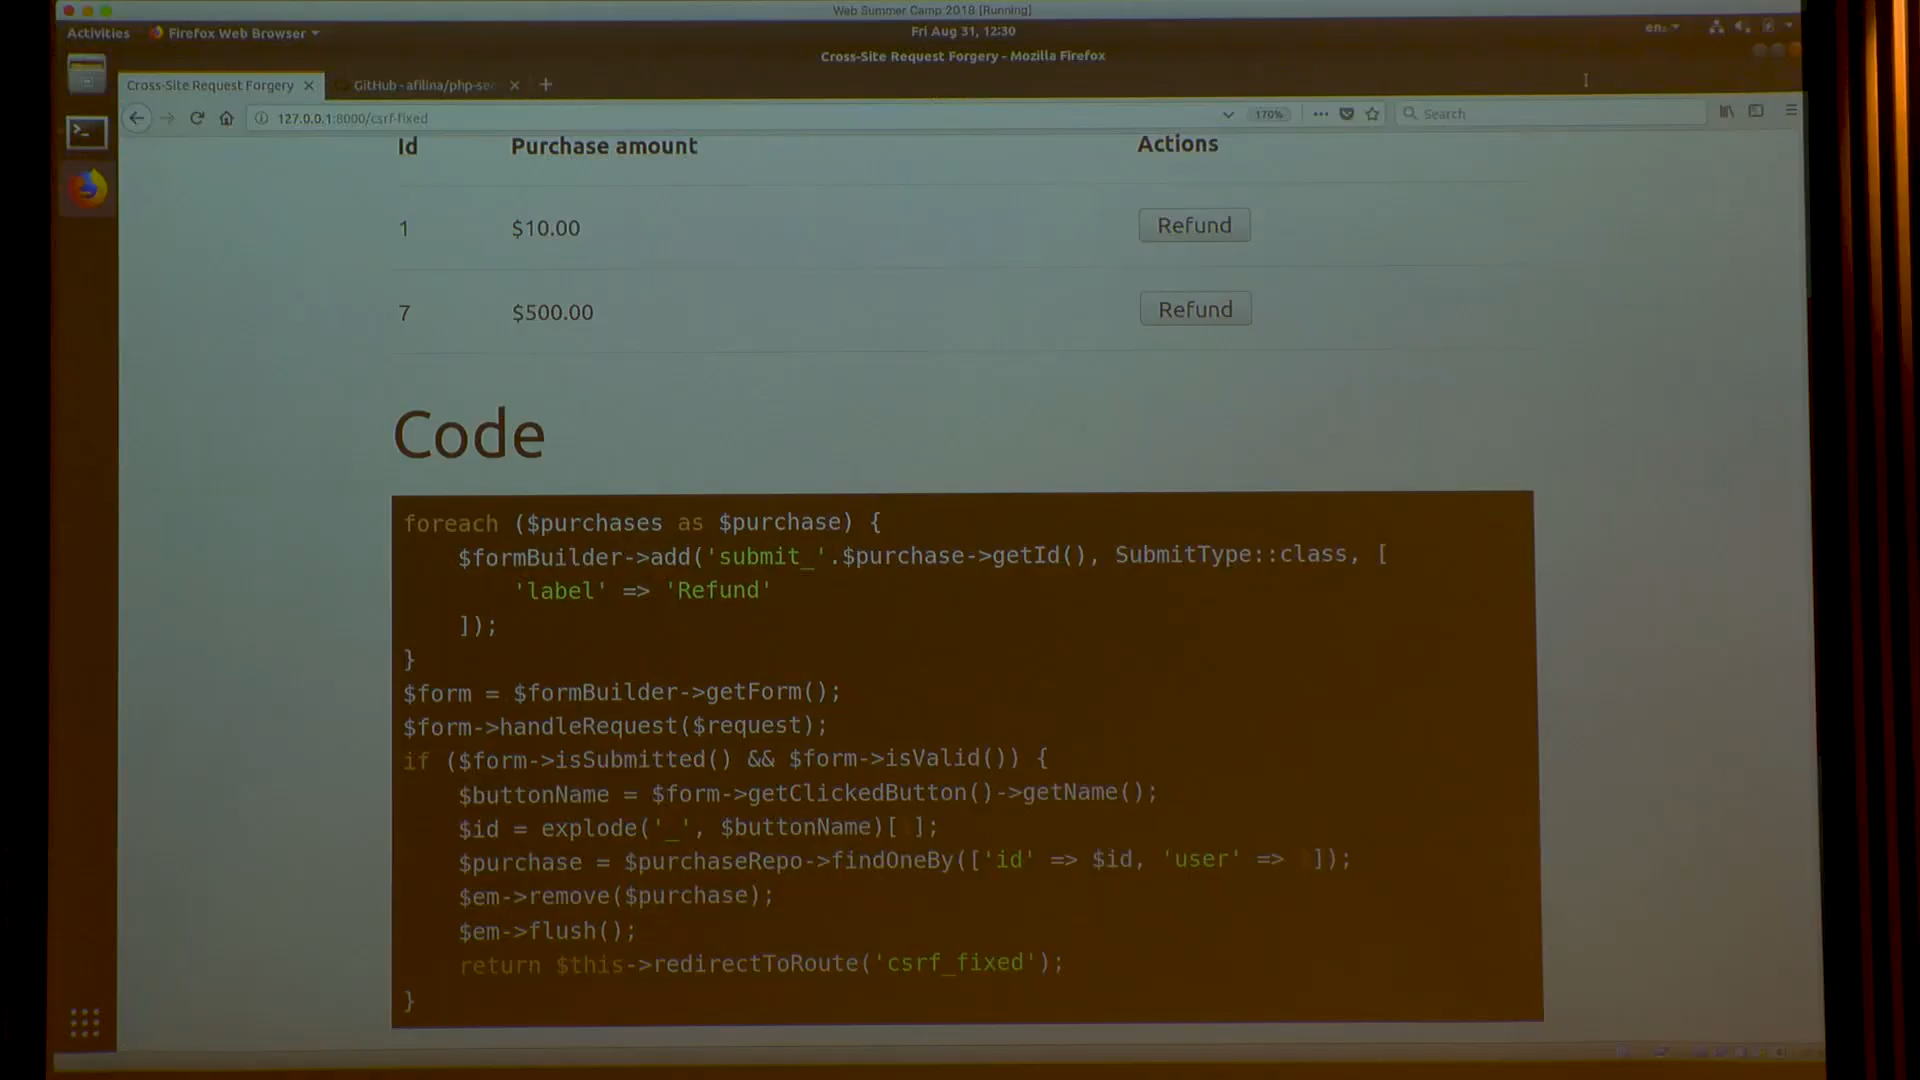 Web Summer Camp 2018 [Running]
Activities Firefox Web Browser Fri Aug 31, 12:30 en₂
Cross-Site Request Forgery - Mozilla Firefox
Cross-Site Request Forgery × GitHub - afilina/php-sec × +
127.0.0.1:8000/csrf-fixed 170% Search
Id Purchase amount Actions
1 $10.00 Refund
7 $500.00 Refund
Code
foreach ($purchases as $purchase) {
    $formBuilder->add('submit_'.$purchase->getId(), SubmitType::class, [
        'label' => 'Refund'
    ]);
}
$form = $formBuilder->getForm();
$form->handleRequest($request);
if ($form->isSubmitted() && $form->isValid()) {
    $buttonName = $form->getClickedButton()->getName();
    $id = explode('_', $buttonName)[ ];
    $purchase = $purchaseRepo->findOneBy(['id' => $id, 'user' => ]);
    $em->remove($purchase);
    $em->flush();
    return $this->redirectToRoute('csrf_fixed');
}